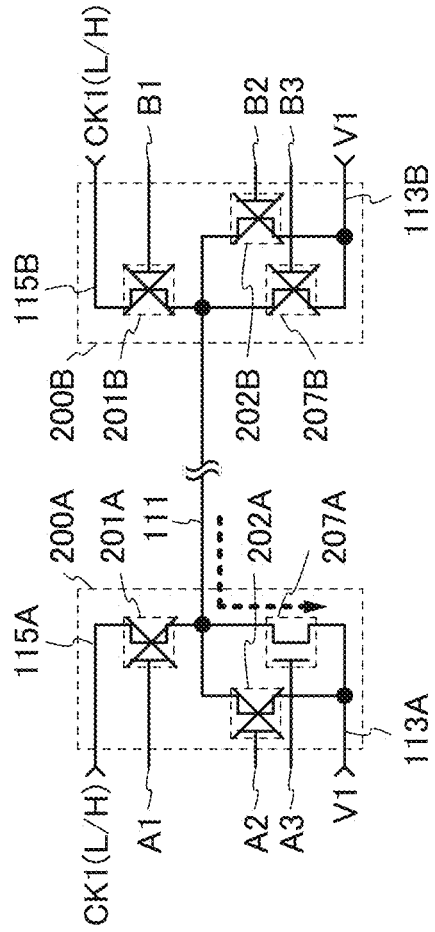 200A
115A
201A
111
202A
207A
CK1(L/H)
A1
A2
A3
V1
113A
200B
115B
201B
202B
207B
CK1(L/H)
B1
B2
B3
V1
113B